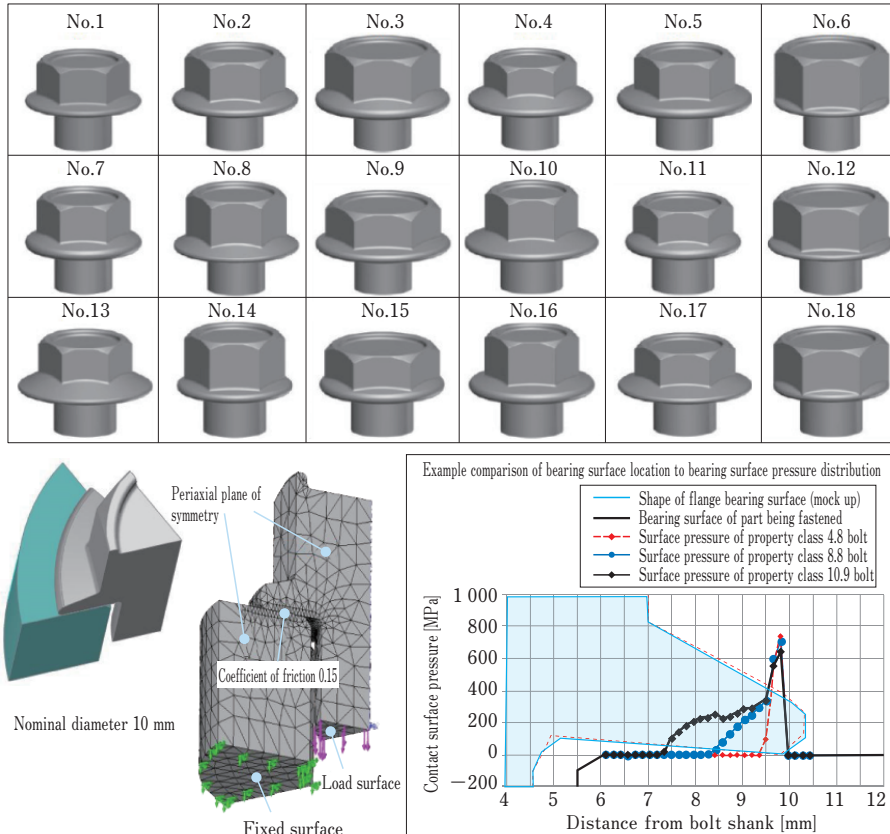 No.1
No.2
No.3
No.4
No.5
No.6
No.7
No.8
No.9
No.10
No.11
No.12
No.13
No.14
No.15
No.16
No.17
No.18
Periaxial plane of
symmetry
Coefficient of friction 0.15
Nominal diameter 10 mm
Load surface
Fixed surface
Example comparison of bearing surface location to bearing surface pressure distribution
Shape of flange bearing surface (mock up)
Bearing surface of part being fastened
Surface pressure of property class 4.8 bolt
Surface pressure of property class 8.8 bolt
Surface pressure of property class 10.9 bolt
Contact surface pressure [MPa]
1 000
800
600
400
200
0
−200
4 5 6 7 8 9 10 11 12
Distance from bolt shank [mm]